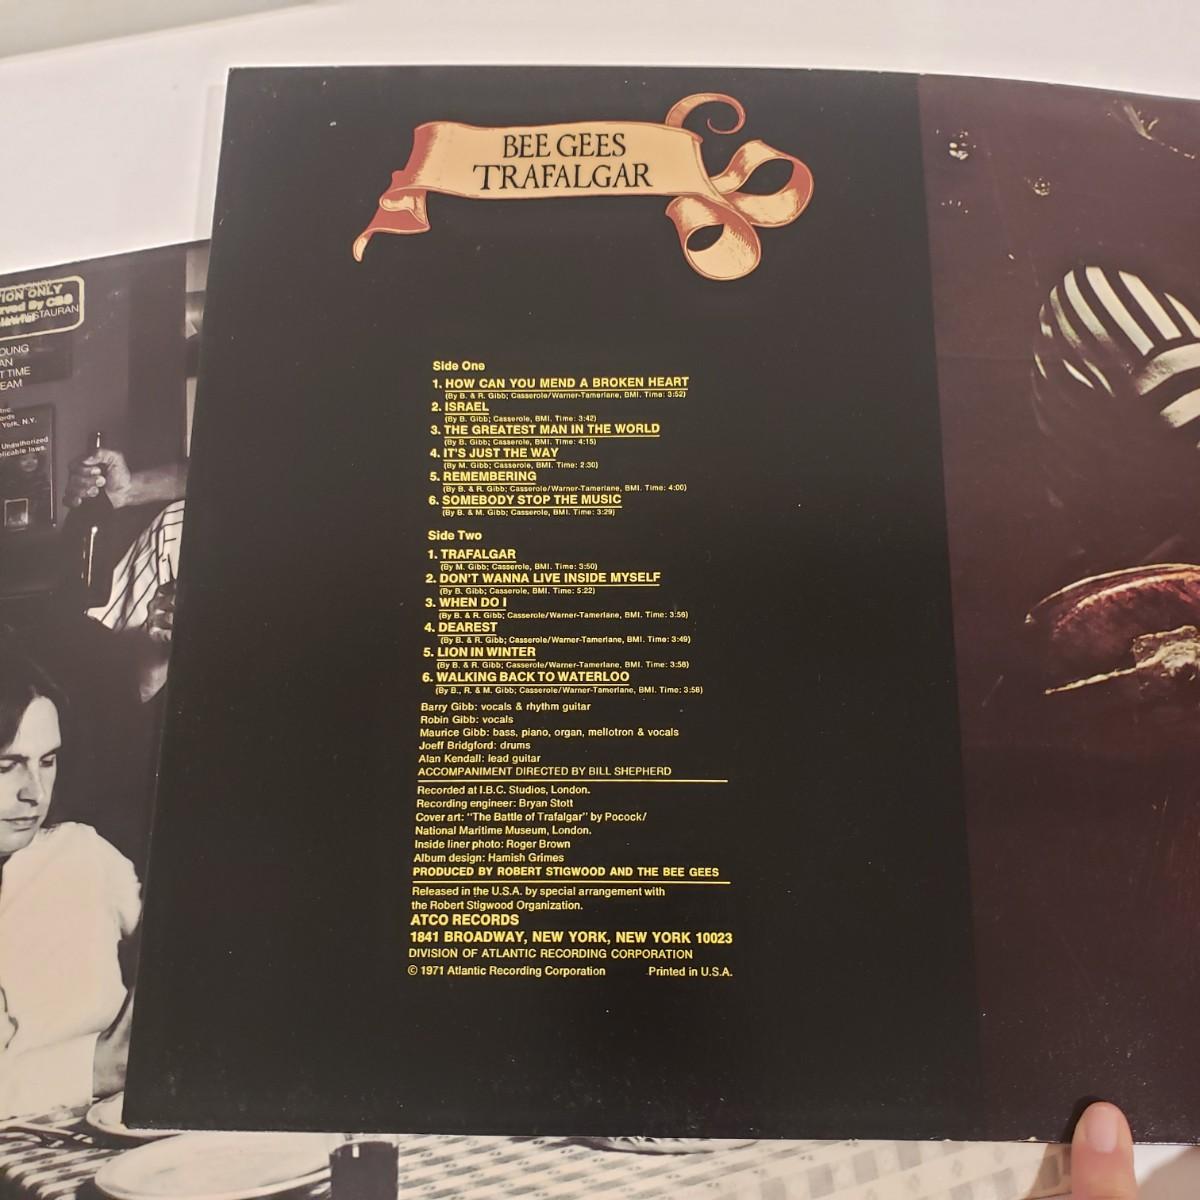 BEE GEES
TRAFALGAR
Side One
1. HOW CAN YOU MEND A BROKEN HEART
(By B. & R. Gibb; Casserole/Warner-Tamerlane, BMI. Time: 3:52)
2. ISRAEL
(By B. Gibb; Casserole, BMI. Time: 3:42)
3. THE GREATEST MAN IN THE WORLD
(By B. Gibb; Casserole, BMI. Time: 4:15)
4. IT'S JUST THE WAY
(By M. Gibb; Casserole, BMI. Time: 2:30)
5. REMEMBERING
(By B. & R. Gibb; Casserole/Warner-Tamerlane, BMI. Time: 4:00)
6. SOMEBODY STOP THE MUSIC
(By B. & M. Gibb; Casserole, BMI. Time: 3:29)
Side Two
1. TRAFALGAR
(By M. Gibb; Casserole, BMI. Time: 3:50)
2. DON'T WANNA LIVE INSIDE MYSELF
(By B. Gibb; Casserole, BMI. Time: 5:22)
3. WHEN DO I
(By B. & R. Gibb; Casserole/Warner-Tamerlane, BMI. Time: 3:56)
4. DEAREST
(By B. & R. Gibb; Casserole/Warner-Tamerlane, BMI. Time: 3:49)
5. LION IN WINTER
(By B. & R. Gibb; Casserole/Warner-Tamerlane, BMI. Time: 3:58)
6. WALKING BACK TO WATERLOO
(By B., R. & M. Gibb; Casserole/Warner-Tamerlane, BMI. Time: 3:58)
Barry Gibb: vocals & rhythm guitar
Robin Gibb: vocals
Maurice Gibb: bass, piano, organ, mellotron & vocals
Joeff Bridgford: drums
Alan Kendall: lead guitar
ACCOMPANIMENT DIRECTED BY BILL SHEPHERD
Recorded at I.B.C. Studios, London.
Recording engineer: Bryan Stott
Cover art: "The Battle of Trafalgar" by Pocock/
National Maritime Museum, London.
Inside liner photo: Roger Brown
Album design: Hamish Grimes
PRODUCED BY ROBERT STIGWOOD AND THE BEE GEES
Released in the U.S.A. by special arrangement with
the Robert Stigwood Organization.
ATCO RECORDS
1841 BROADWAY, NEW YORK, NEW YORK 10023
DIVISION OF ATLANTIC RECORDING CORPORATION
© 1971 Atlantic Recording Corporation Printed in U.S.A.
ION ONLY
By CBS
OUNG
AN
T TIME
EAM
York, N.Y.
Unauthorized
plicable laws.